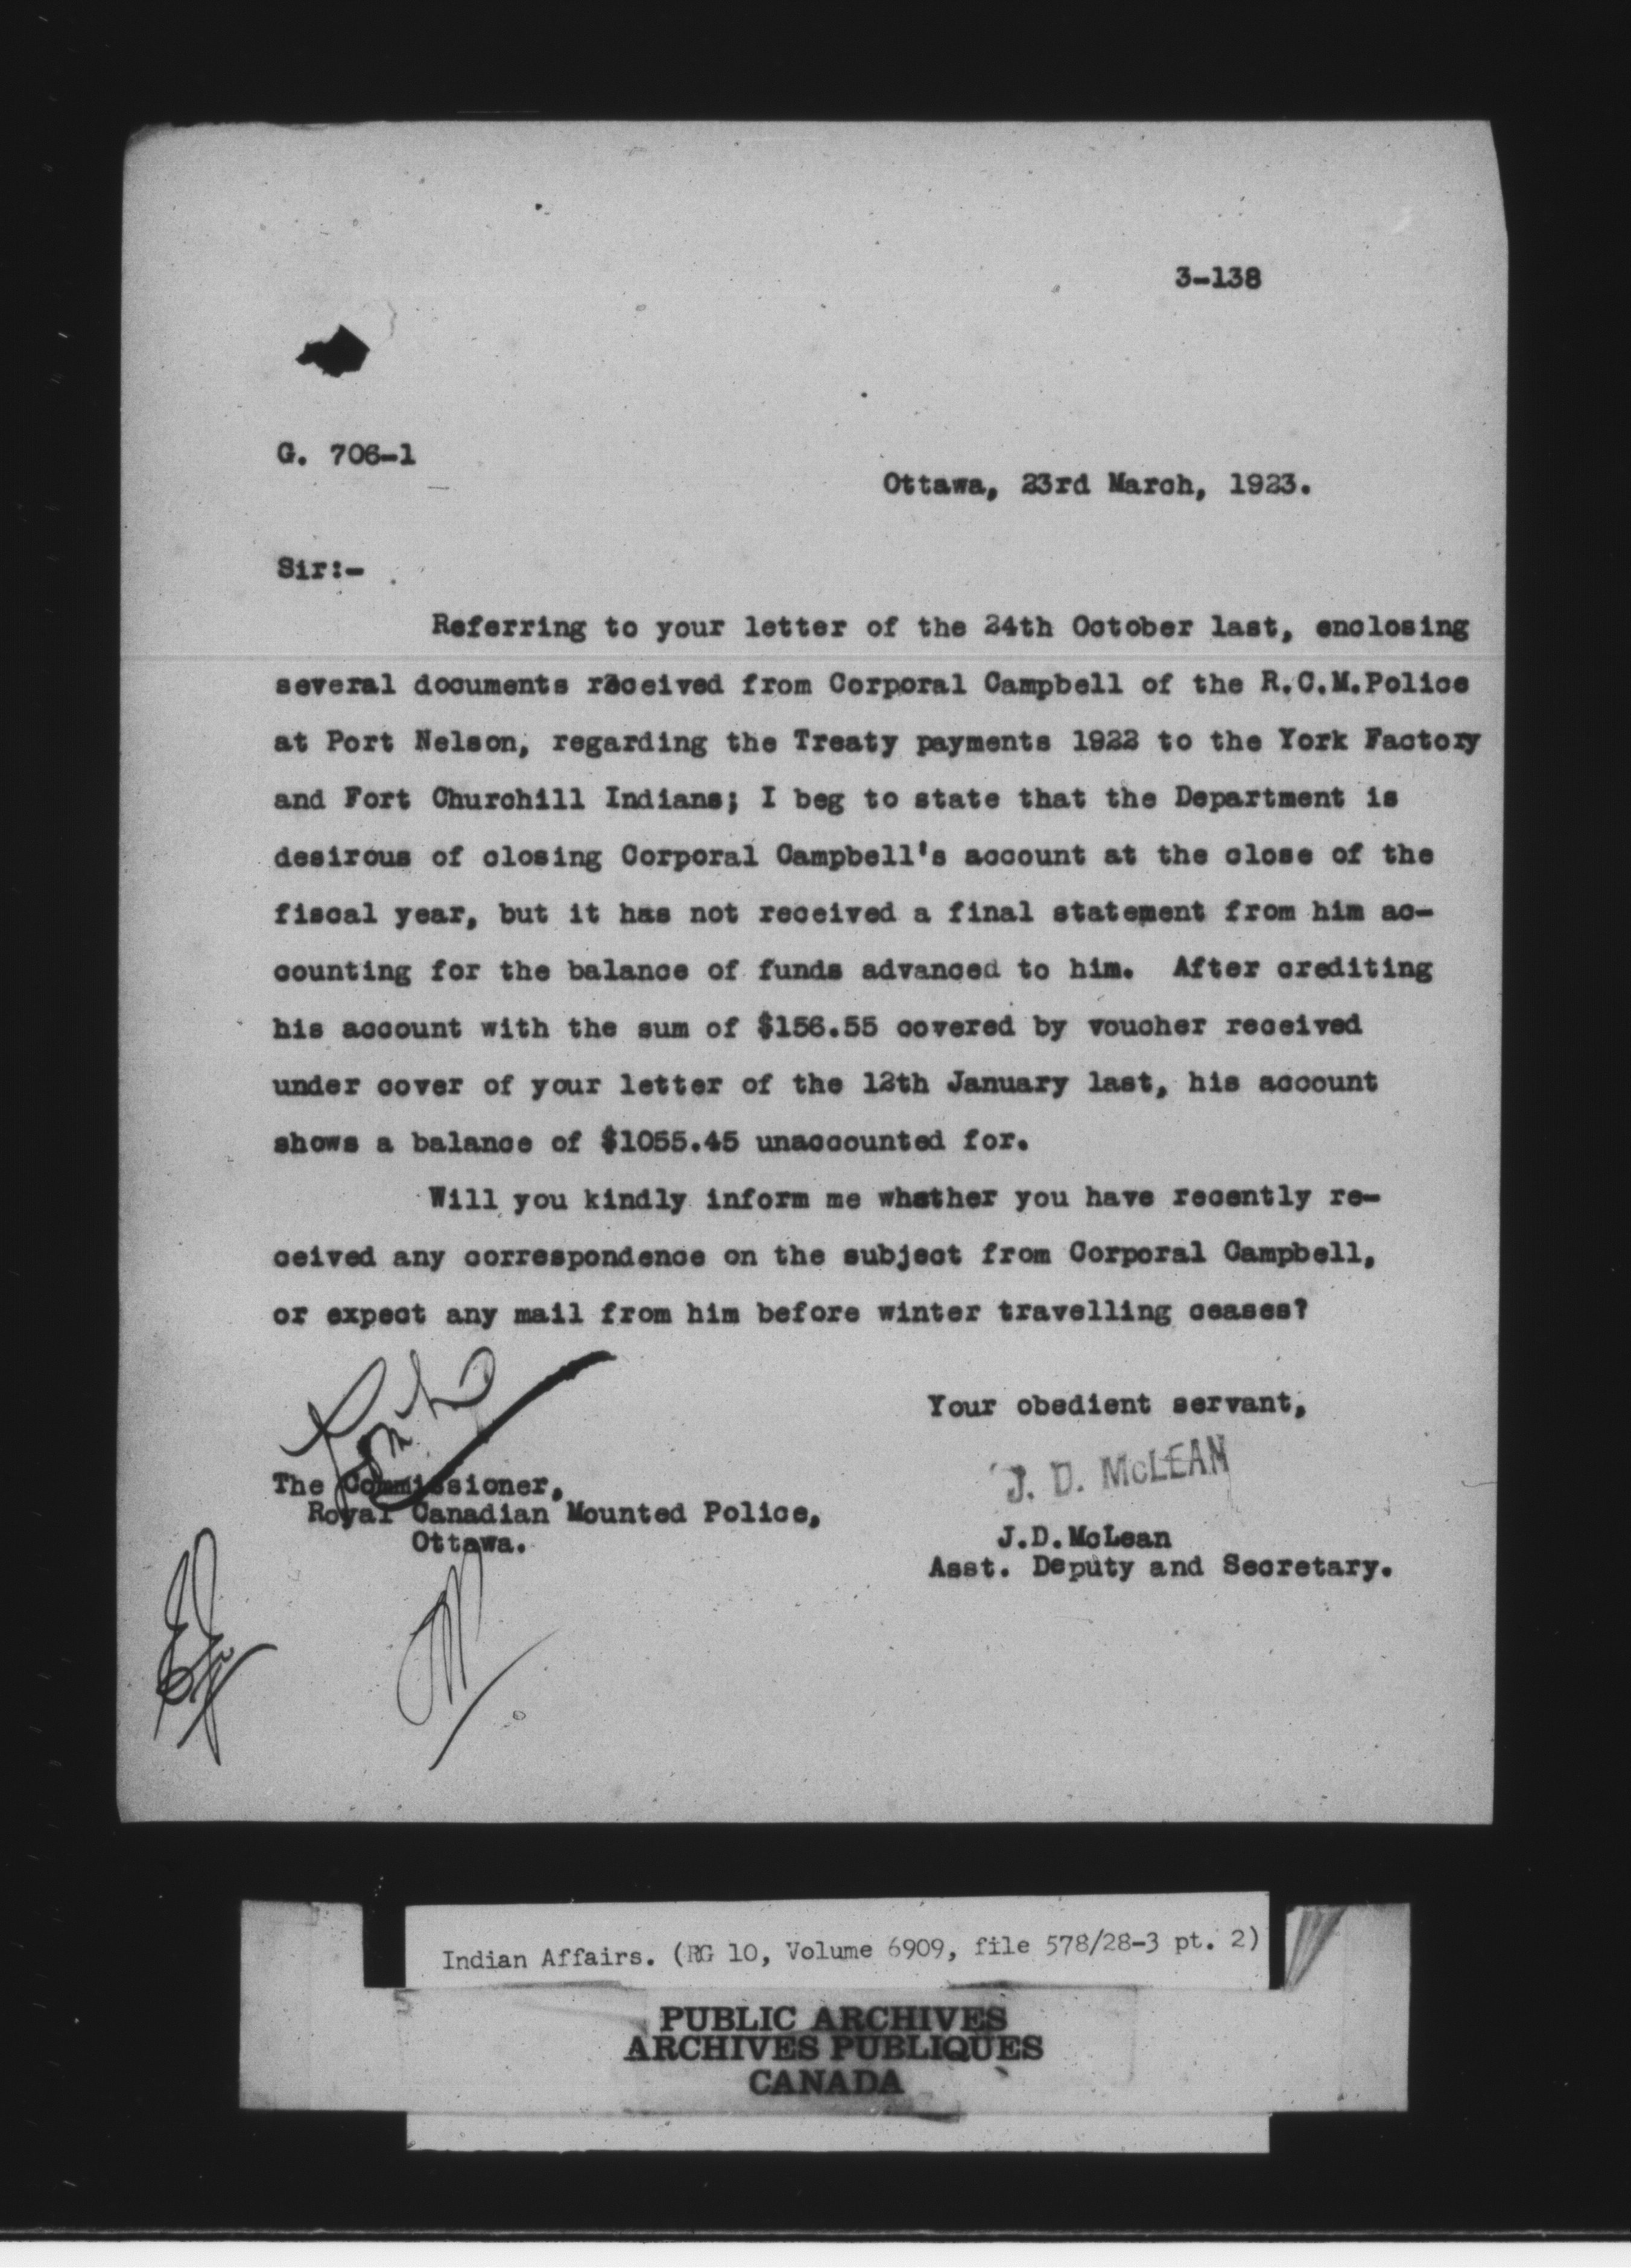 3-138
G. 706-1
Ottawa, 23rd March, 1923.
Sir:-
Referring to your letter of the 24th October last, enclosing
several documents received from Corporal Campbell of the R.C.M.Police
at Port Nelson, regarding the Treaty payments 1922 to the York Factory
and Fort Churchill Indians; I beg to state that the Department is
desirous of closing Corporal Campbell's account at the close of the
fiscal year, but it has not received a final statement from him ac-
counting for the balance of funds advanced to him. After crediting
his account with the sum of $156.55 covered by voucher received
under cover of your letter of the 12th January last, his account
shows a balance of $1055.45 unaccounted for.
Will you kindly inform me whether you have recently re-
ceived any correspondence on the subject from Corporal Campbell,
or expect any mail from him before winter travelling ceases?
Your obedient servant,
J. D. McLEAN
The Commissioner,
Royal Canadian Mounted Police,
Ottawa.
J.D.McLean
Asst. Deputy and Secretary.
Indian Affairs. (RG 10, Volume 6909, file 578/28-3 pt. 2)
PUBLIC ARCHIVES
ARCHIVES PUBLIQUES
CANADA